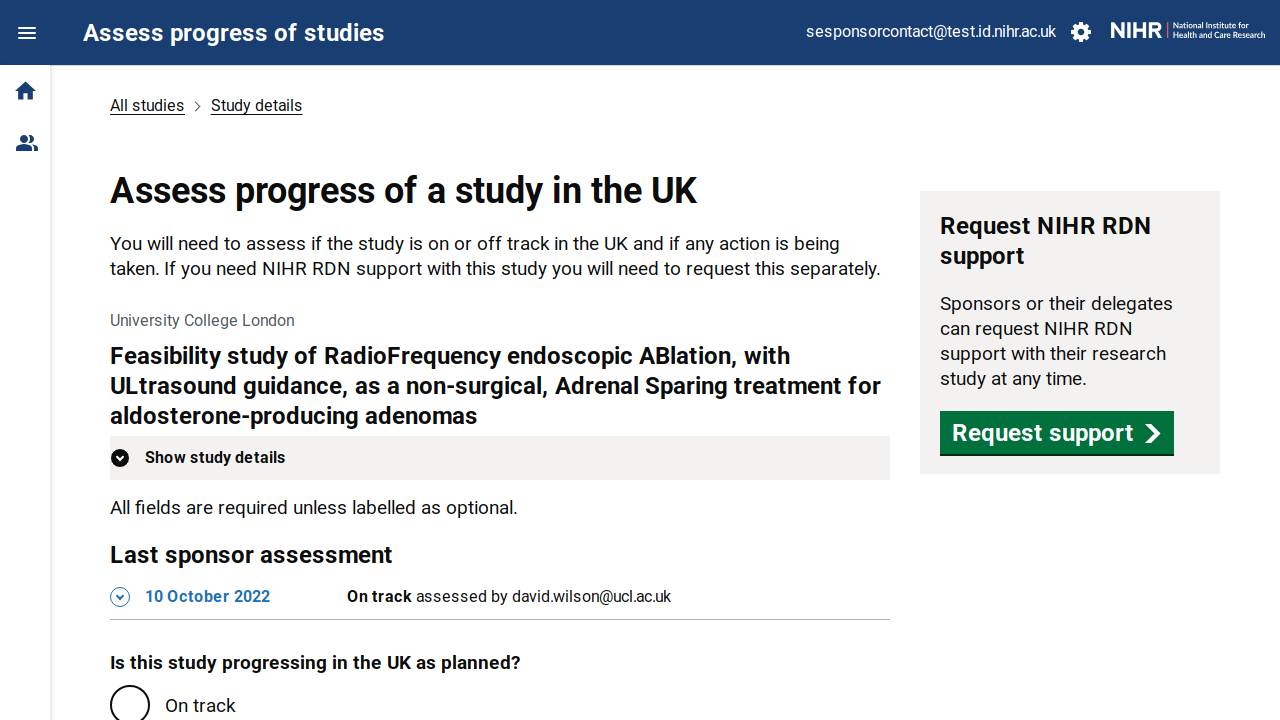 Assess progress of studies
sesponsorcontact@test.id.nihr.ac.uk
NIHR | National Institute for
Health and Care Research
All studies
Study details
Assess progress of a study in the UK
You will need to assess if the study is on or off track in the UK and if any action is being
taken. If you need NIHR RDN support with this study you will need to request this separately.
University College London
Feasibility study of RadioFrequency endoscopic ABlation, with
ULtrasound guidance, as a non-surgical, Adrenal Sparing treatment for
aldosterone-producing adenomas
Show study details
All fields are required unless labelled as optional.
Last sponsor assessment
10 October 2022
On track assessed by david.wilson@ucl.ac.uk
Is this study progressing in the UK as planned?
On track
Request NIHR RDN
support
Sponsors or their delegates
can request NIHR RDN
support with their research
study at any time.
Request support